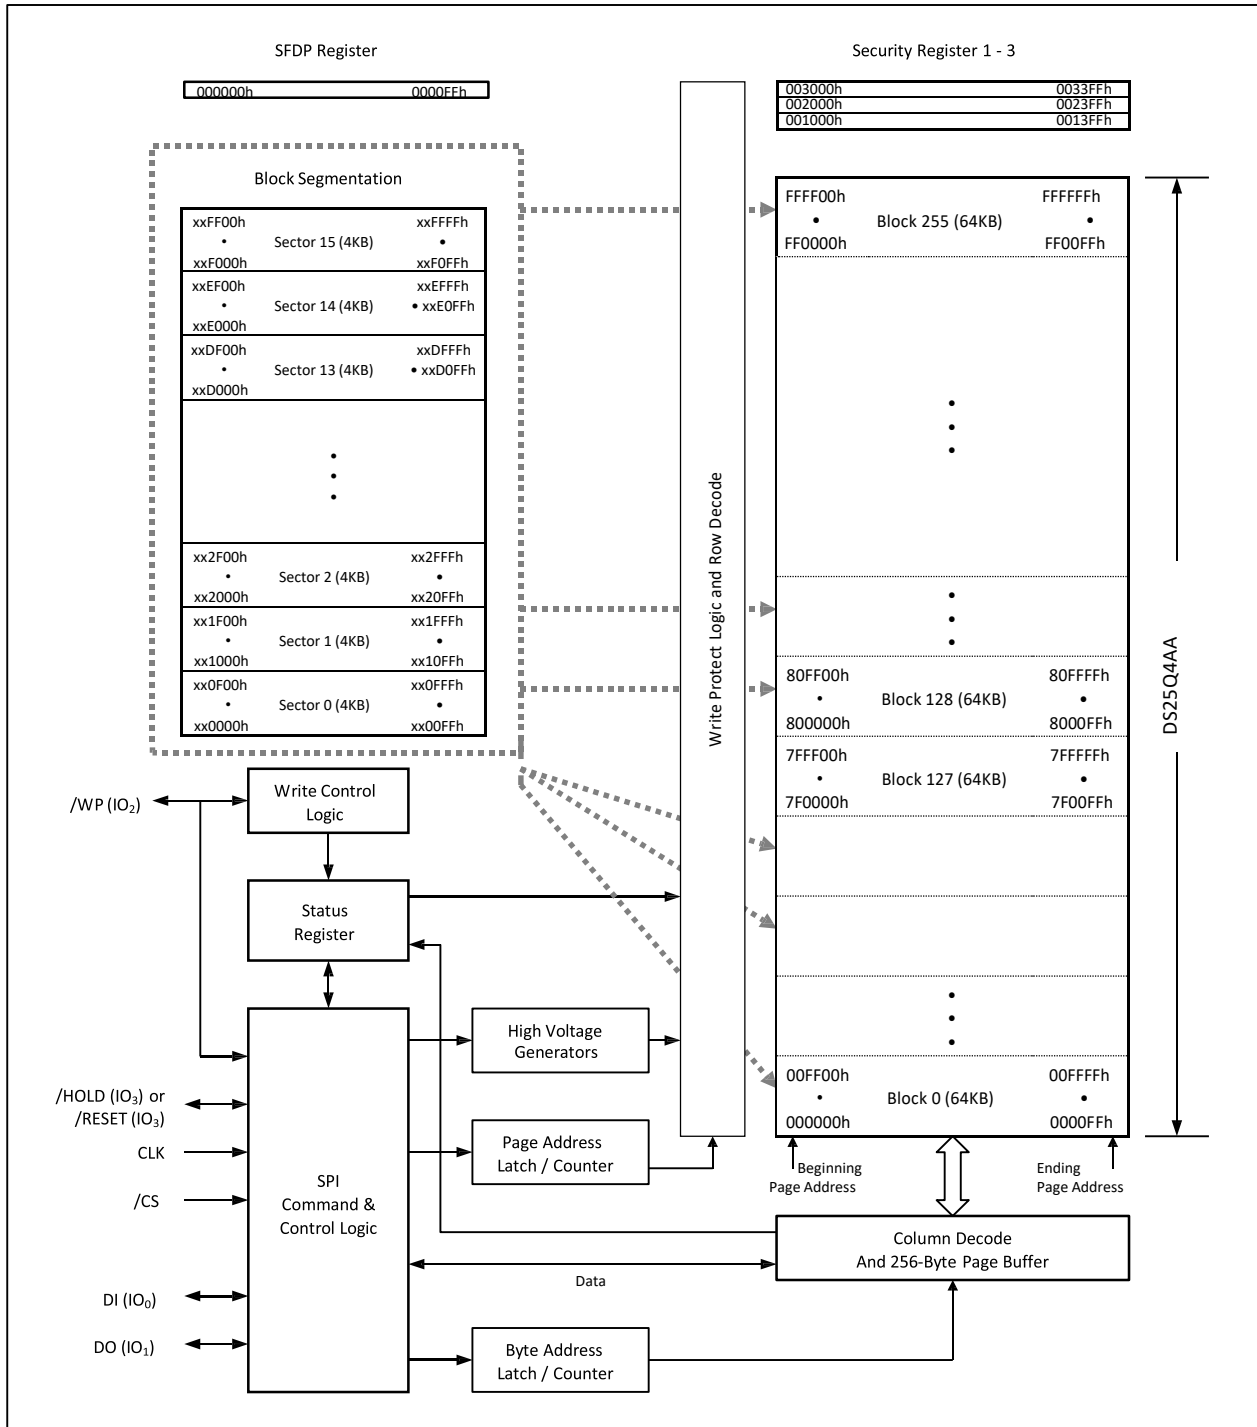 SFDP Register
000000h 0000FFh
Security Register 1 - 3
003000h 0033FFh
002000h 0023FFh
001000h 0013FFh
Block Segmentation
xxFF00h xxFFFFh
• Sector 15 (4KB) •
xxF000h xxF0FFh
xxEF00h xxEFFFh
• Sector 14 (4KB) • xxE0FFh
xxE000h
xxDF00h xxDFFFh
• Sector 13 (4KB) • xxD0FFh
xxD000h
•
•
•
xx2F00h xx2FFFh
• Sector 2 (4KB) •
xx2000h xx20FFh
xx1F00h xx1FFFh
• Sector 1 (4KB) •
xx1000h xx10FFh
xx0F00h xx0FFFh
• Sector 0 (4KB) •
xx0000h xx00FFh
Write Protect Logic and Row Decode
FFFF00h FFFFFFh
• Block 255 (64KB) •
FF0000h FF00FFh
•
•
•
•
•
•
80FF00h 80FFFFh
• Block 128 (64KB) •
800000h 8000FFh
7FFF00h 7FFFFFh
• Block 127 (64KB) •
7F0000h 7F00FFh
•
•
•
00FF00h 00FFFFh
• Block 0 (64KB) •
000000h 0000FFh
DS25Q4AA
Beginning
Page Address
Ending
Page Address
/WP (IO₂)
Write Control
Logic
Status
Register
/HOLD (IO₃) or
/RESET (IO₃)
CLK
/CS
DI (IO₀)
DO (IO₁)
SPI
Command &
Control Logic
High Voltage
Generators
Page Address
Latch / Counter
Column Decode
And 256-Byte Page Buffer
Data
Byte Address
Latch / Counter